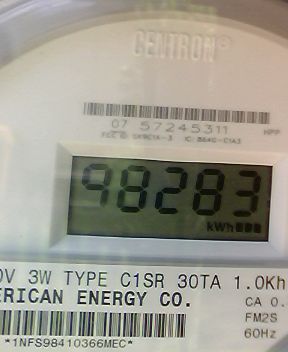 CENTRON®
07 57245311 HPP
98283
kWh
0V 3W TYPE C1SR 30TA 1.0Kh
ERICAN ENERGY CO.
CA 0.
FM2S
60Hz
*1NFS98410366MEC*